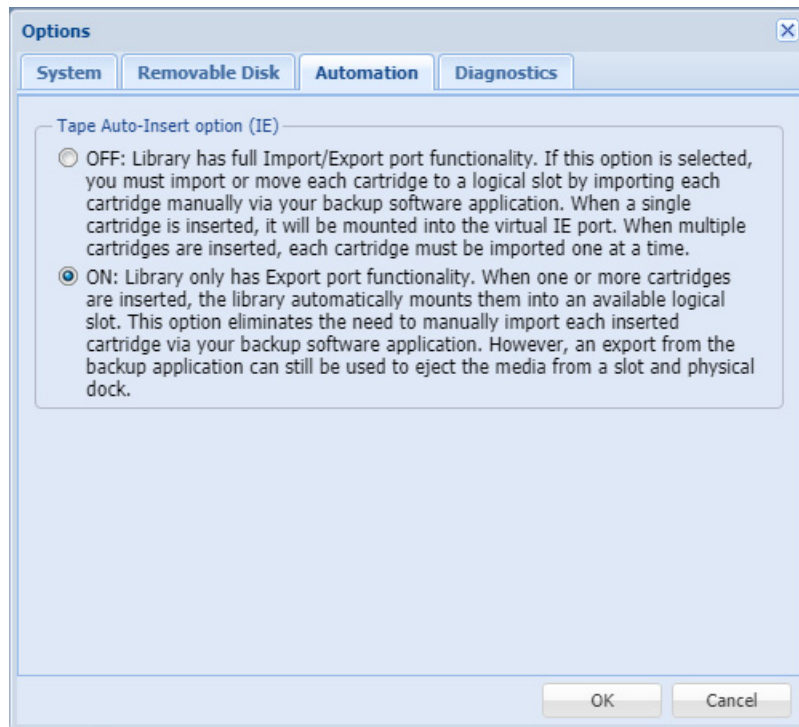 Options
System
Removable Disk
Automation
Diagnostics
Tape Auto-Insert option (IE)
OFF: Library has full Import/Export port functionality. If this option is selected,
you must import or move each cartridge to a logical slot by importing each
cartridge manually via your backup software application. When a single
cartridge is inserted, it will be mounted into the virtual IE port. When multiple
cartridges are inserted, each cartridge must be imported one at a time.
ON: Library only has Export port functionality. When one or more cartridges
are inserted, the library automatically mounts them into an available logical
slot. This option eliminates the need to manually import each inserted
cartridge via your backup software application. However, an export from the
backup application can still be used to eject the media from a slot and physical
dock.
OK
Cancel